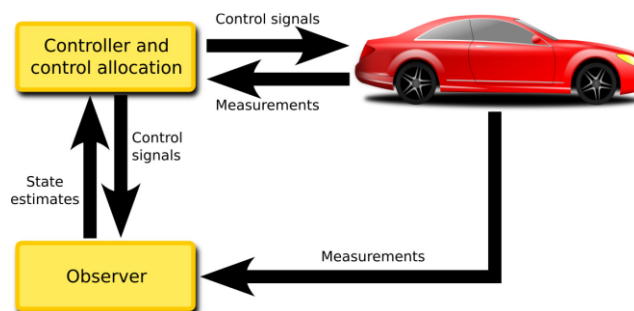 Control signals
Controller and
control allocation
Measurements
Control
signals
State
estimates
Measurements
Observer